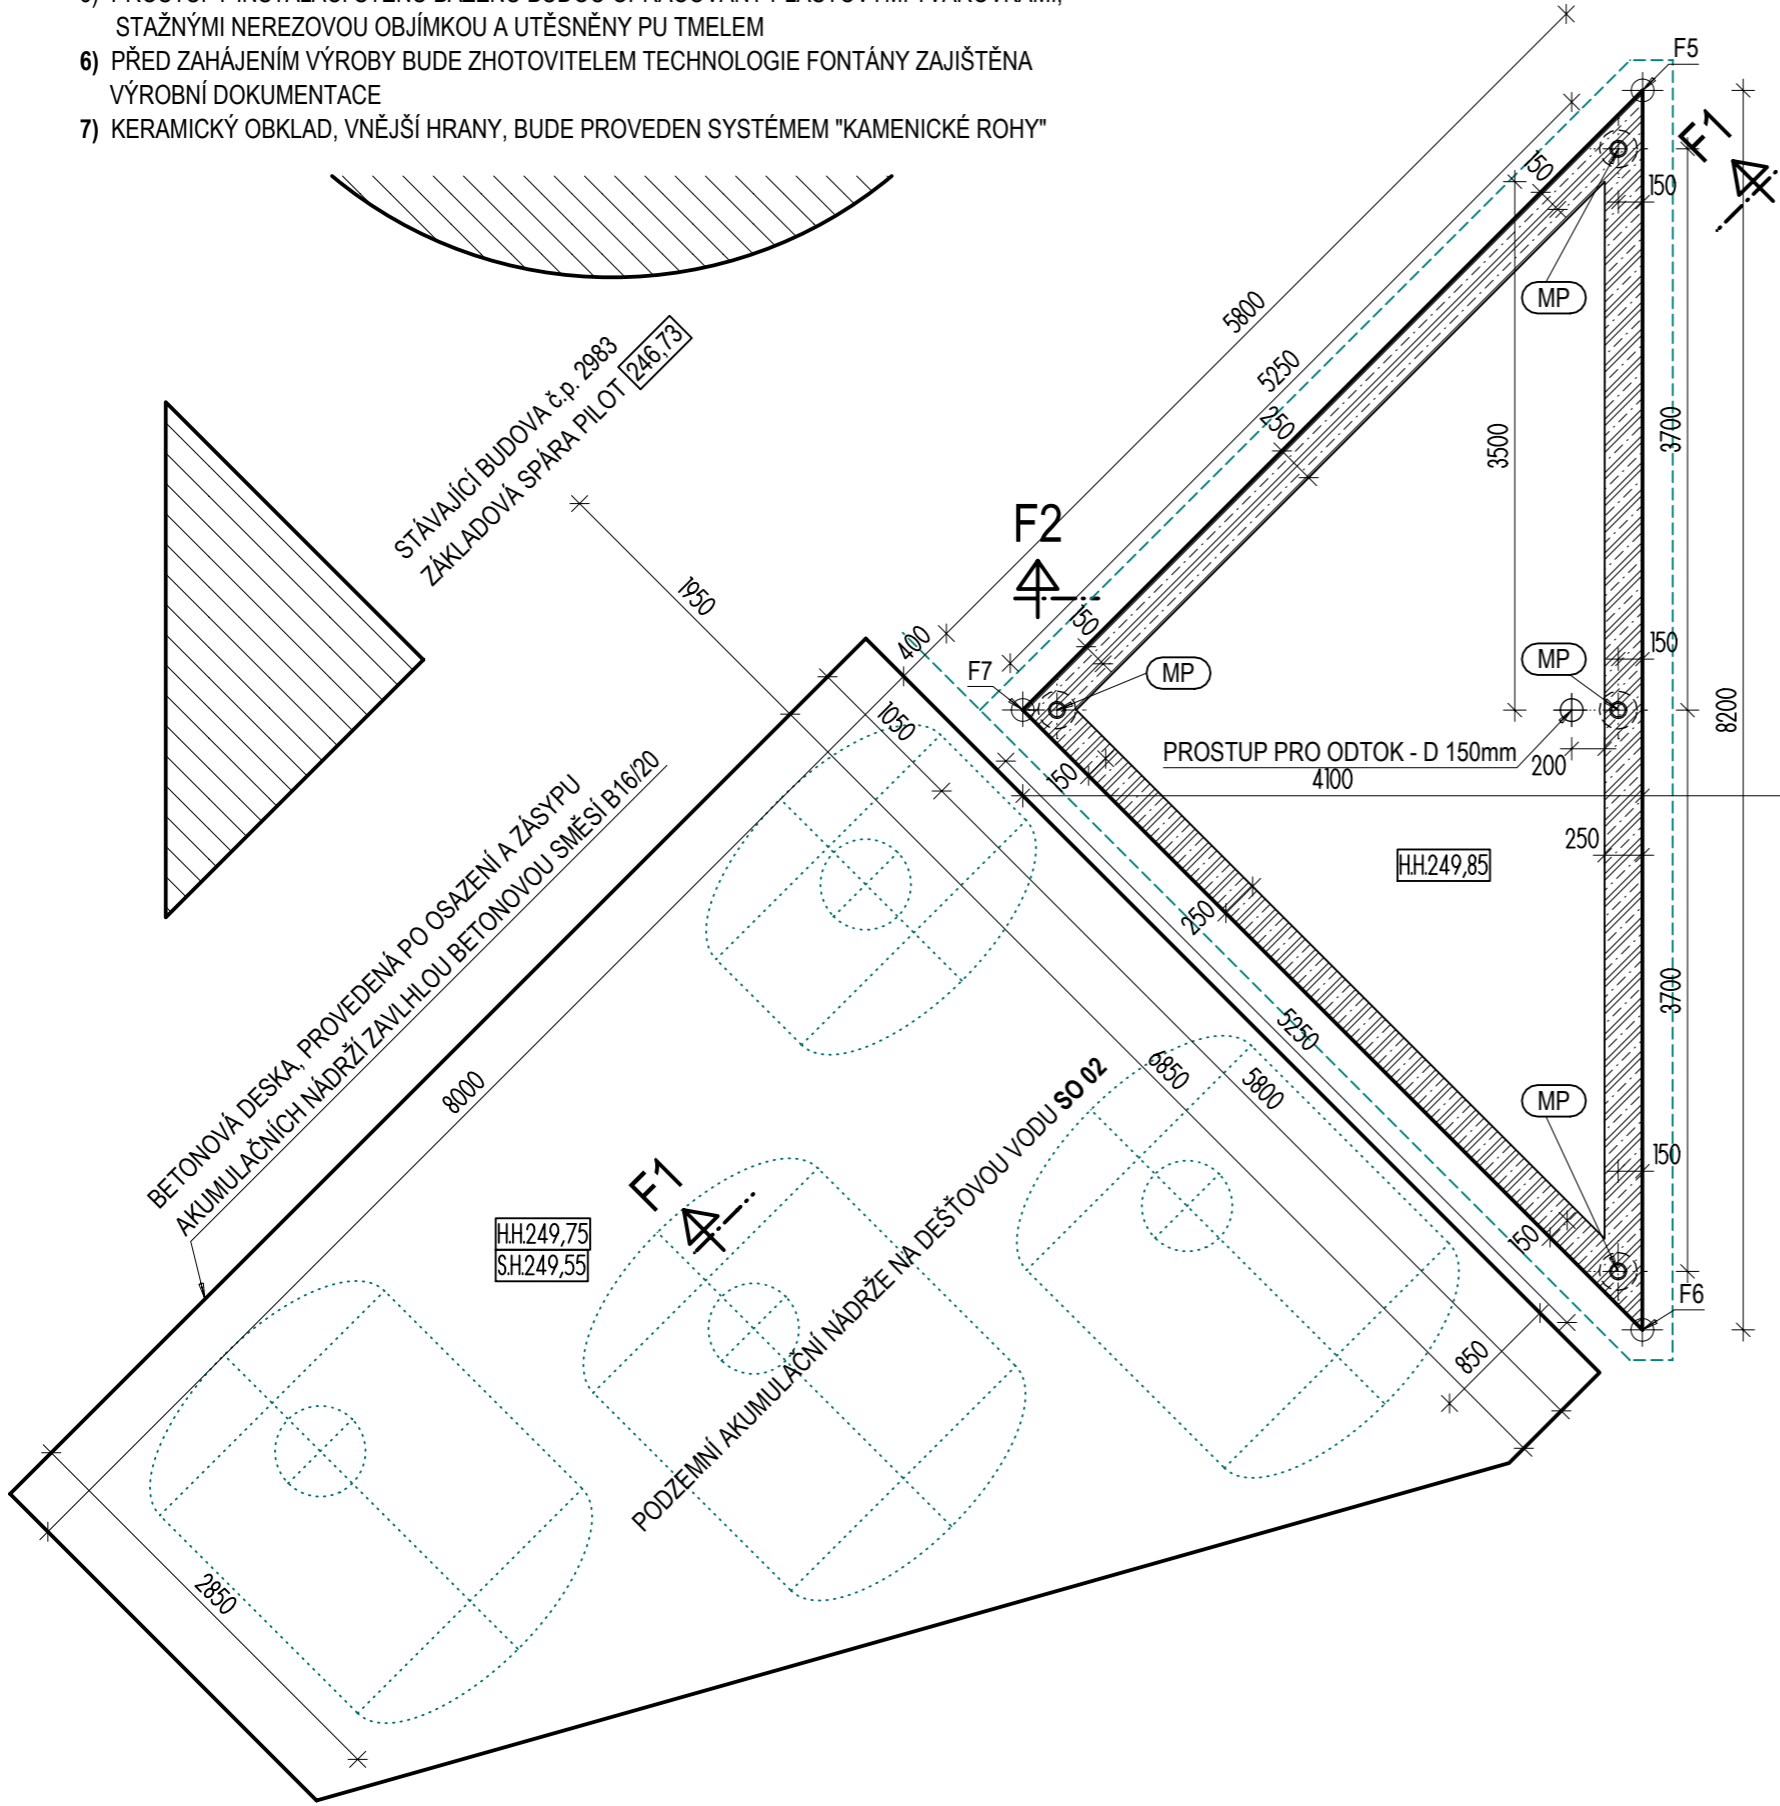 STAŽNÝMI NEREZOVOU OBJÍMKOU A UTĚSNĚNY PU TMELEM
6) PŘED ZAHÁJENÍM VÝROBY BUDE ZHOTOVITELEM TECHNOLOGIE FONTÁNY ZAJIŠTĚNA
VÝROBNÍ DOKUMENTACE
7) KERAMICKÝ OBKLAD, VNĚJŠÍ HRANY, BUDE PROVEDEN SYSTÉMEM "KAMENICKÉ ROHY"
F5
F1
150
150
MP
5800
5250
250
3500
3700
STÁVAJÍCÍ BUDOVA č.p. 2983
ZÁKLADOVÁ SPÁRA PILOT 246,73
F2
1950
400
150
F7
MP
MP
150
8200
1050
PROSTUP PRO ODTOK - D 150mm
200
4100
150
250
H.H.249,85
BETONOVÁ DESKA, PROVEDENÁ PO OSAZENÍ A ZÁSYPU
AKUMULAČNÍCH NÁDRŽÍ ZAVLHLOU BETONOVOU SMĚSÍ B16/20
250
3700
5250
6850
5800
8000
MP
150
PODZEMNÍ AKUMULAČNÍ NÁDRŽE NA DEŠŤOVOU VODU SO 02
F1
H.H.249,75
S.H.249,55
150
F6
850
2850